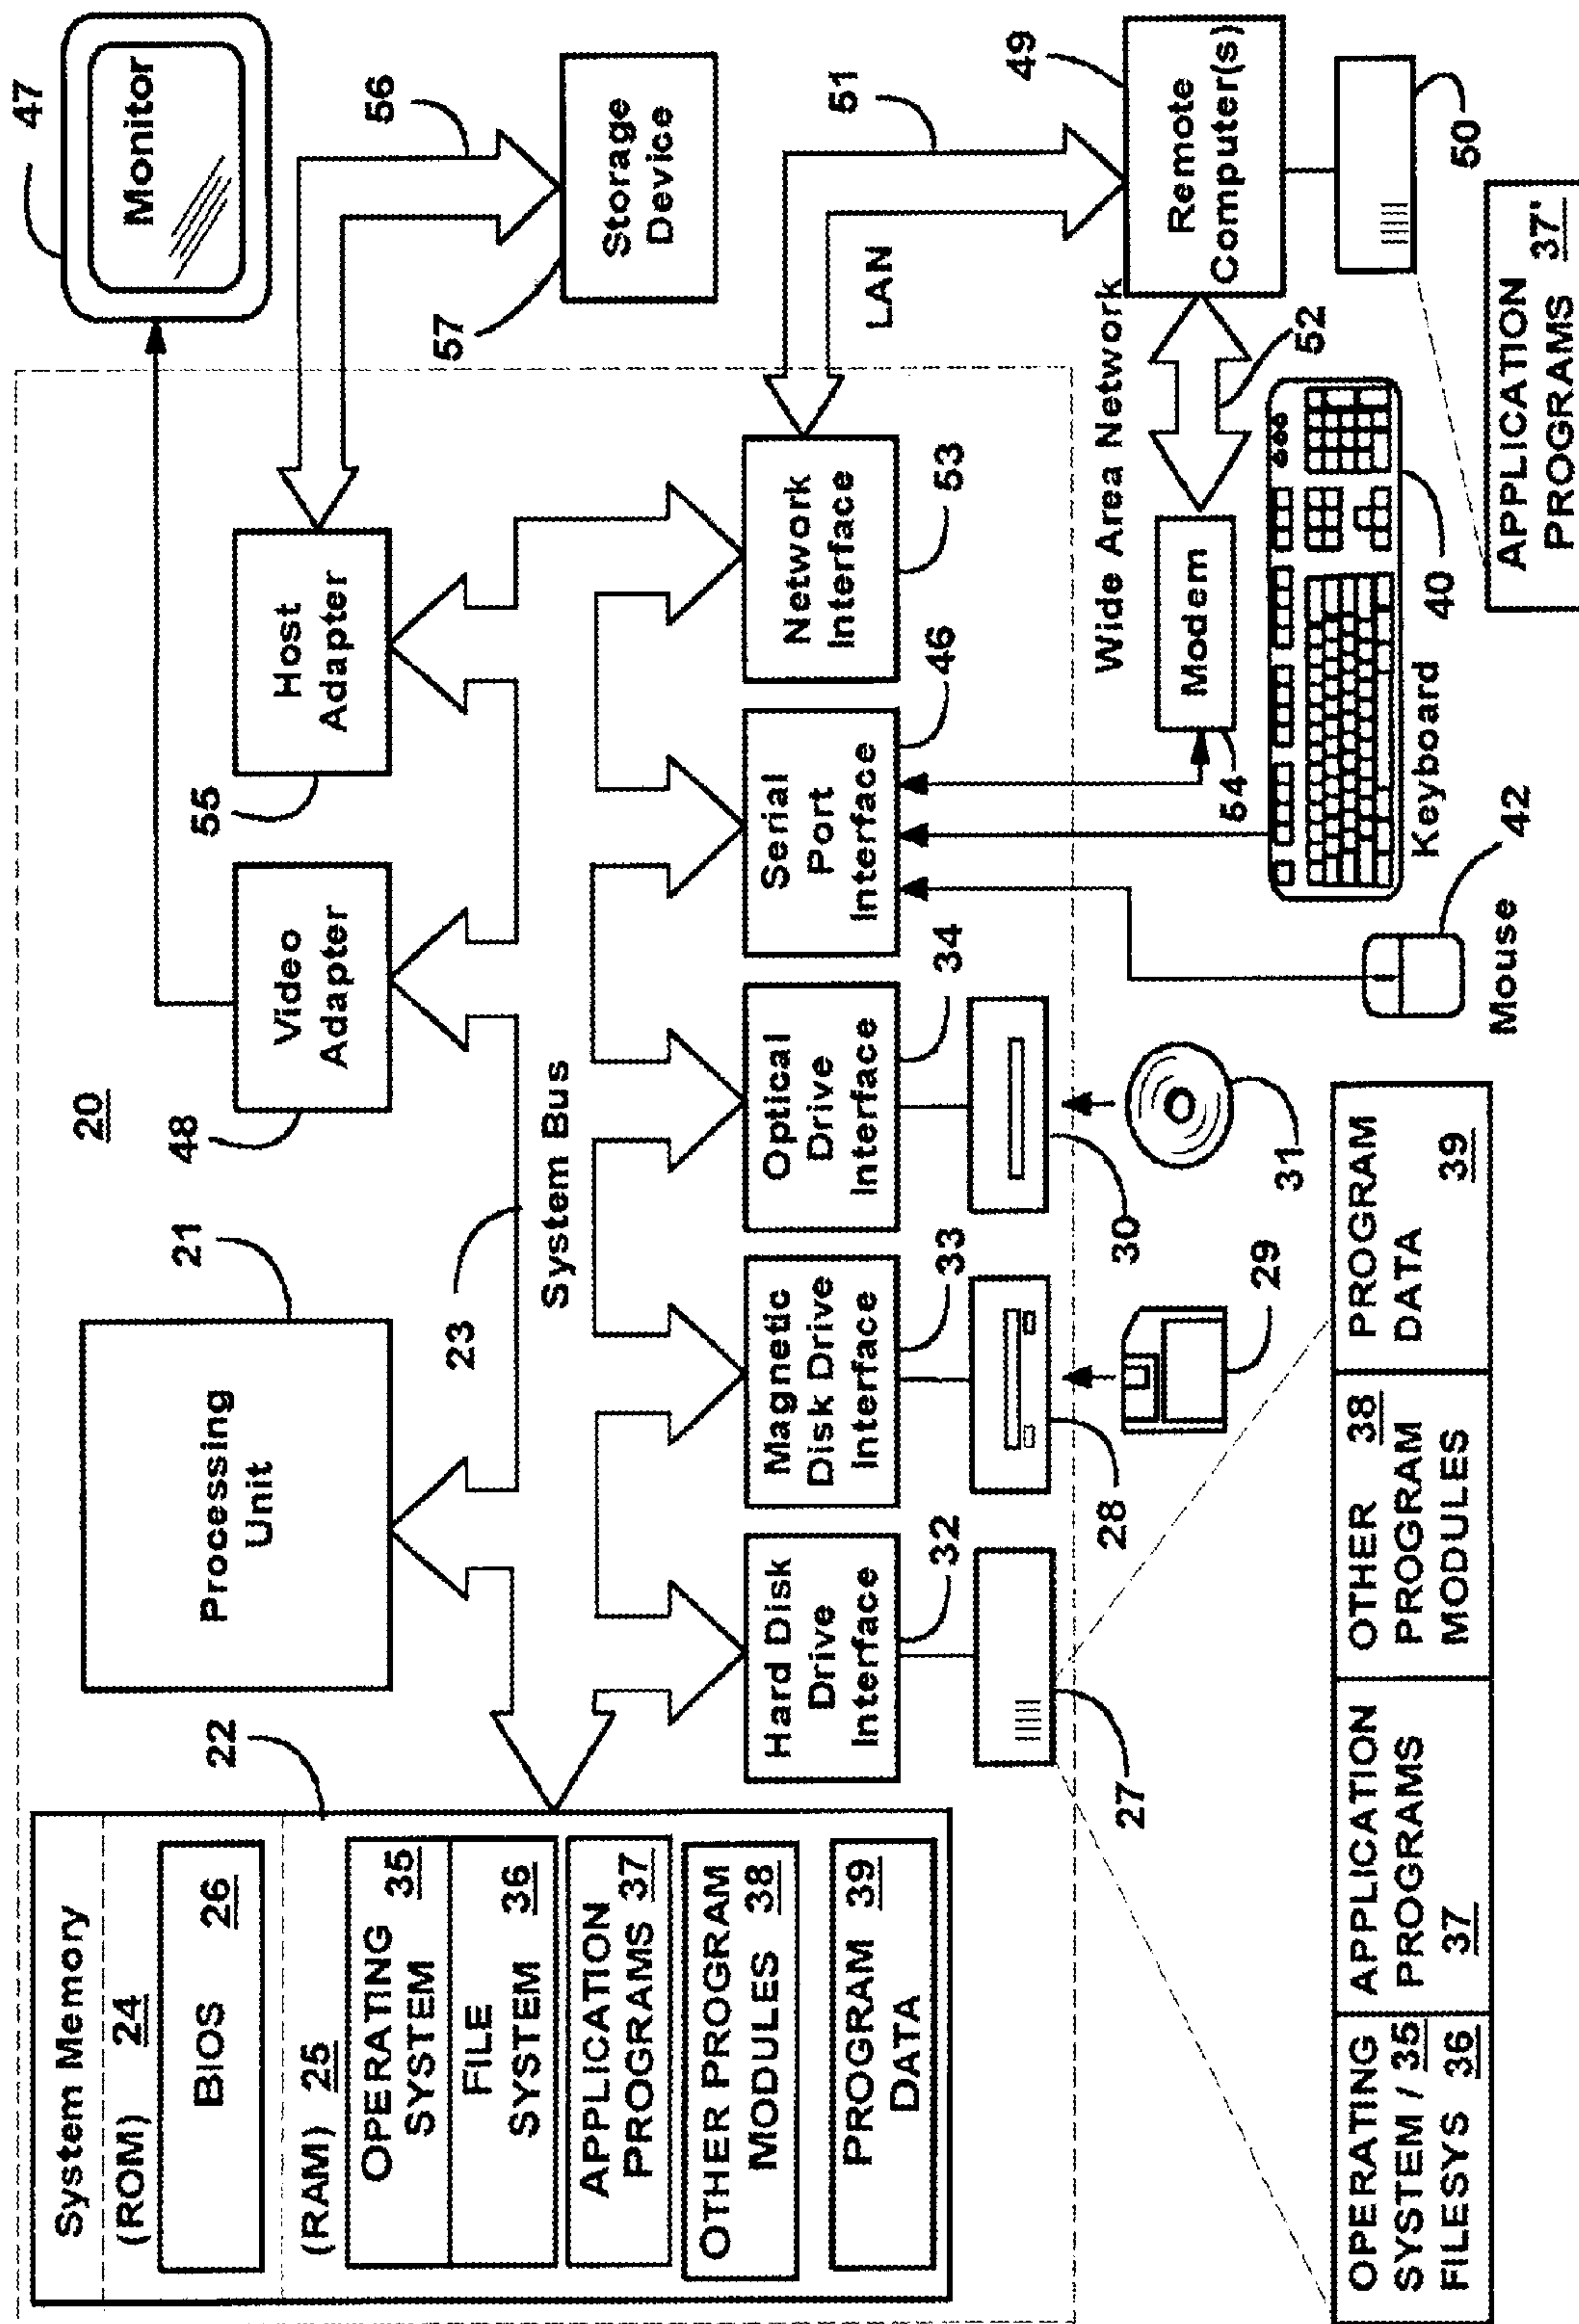 System Memory
(ROM) 24
BIOS 26
(RAM) 25
OPERATING
SYSTEM 35
FILE
SYSTEM 36
APPLICATION
PROGRAMS 37
OTHER PROGRAM
MODULES 38
PROGRAM 39
DATA
22
Processing
Unit
21
20
48
Video
Adapter
55
Host
Adapter
47
Monitor
56
57
Storage
Device
23
System Bus
Hard Disk
Drive
Interface
32
Magnetic
Disk Drive
Interface
33
Optical
Drive
Interface
34
Serial
Port
Interface
46
Network
Interface
53
LAN
51
27
28
29
30
31
54
Modem
Wide Area Network
52
49
Remote
Computer(s)
50
Mouse
42
Keyboard
40
OPERATING
SYSTEM / 35
FILESYS 36
APPLICATION
PROGRAMS
37
OTHER 38
PROGRAM
MODULES
PROGRAM
DATA
39
APPLICATION
PROGRAMS 37'